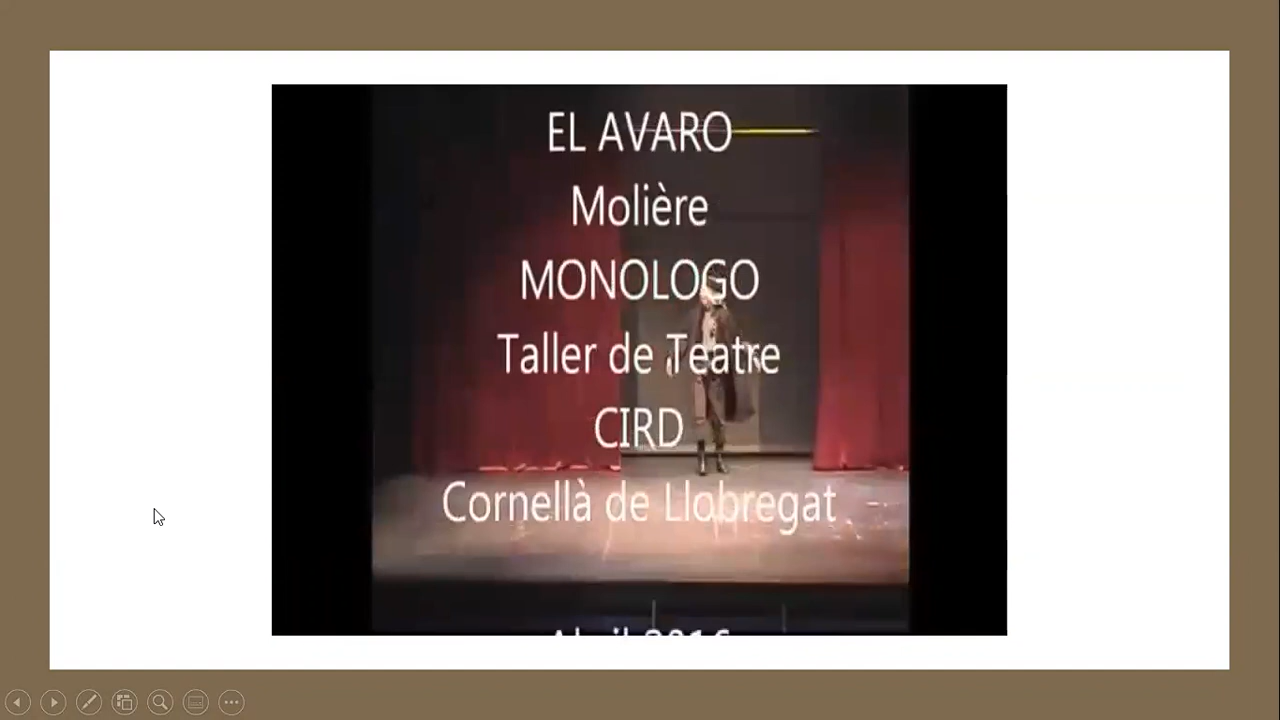 EL AVARO
Molière
MONOLOGO
Taller de Teatre
CIRD
Cornellà de Llobregat